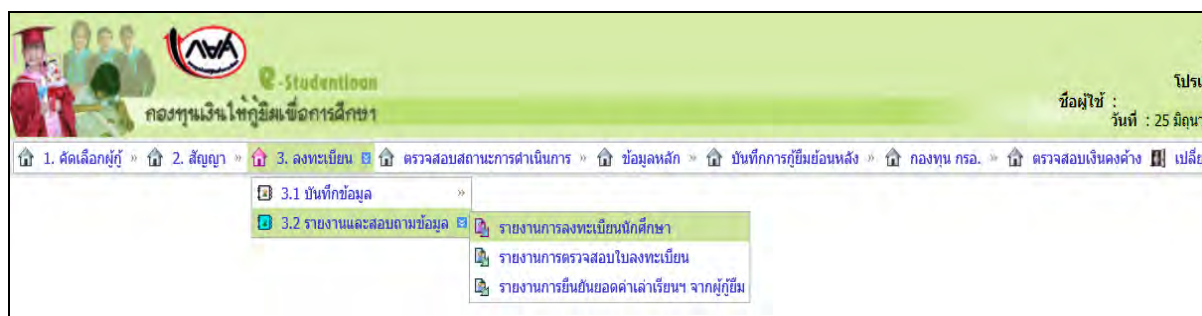 กยศ
e-Studentloan
กองทุนเงินให้กู้ยืมเพื่อการศึกษา
ชื่อผู้ใช้ :
วันที่ : 25
1. คัดเลือกผู้กู้ » 2. สัญญา » 3. ลงทะเบียน ตรวจสอบสถานะการดำเนินการ » ข้อมูลหลัก » บันทึกการกู้ยืมย้อนหลัง » กองทุน กรอ. » ตรวจสอบเงินคงค้าง
3.1 บันทึกข้อมูล »
3.2 รายงานและสอบถามข้อมูล
รายงานการลงทะเบียนนักศึกษา
รายงานการตรวจสอบใบลงทะเบียน
รายงานการยืนยันยอดค่าเล่าเรียนฯ จากผู้กู้ยืม